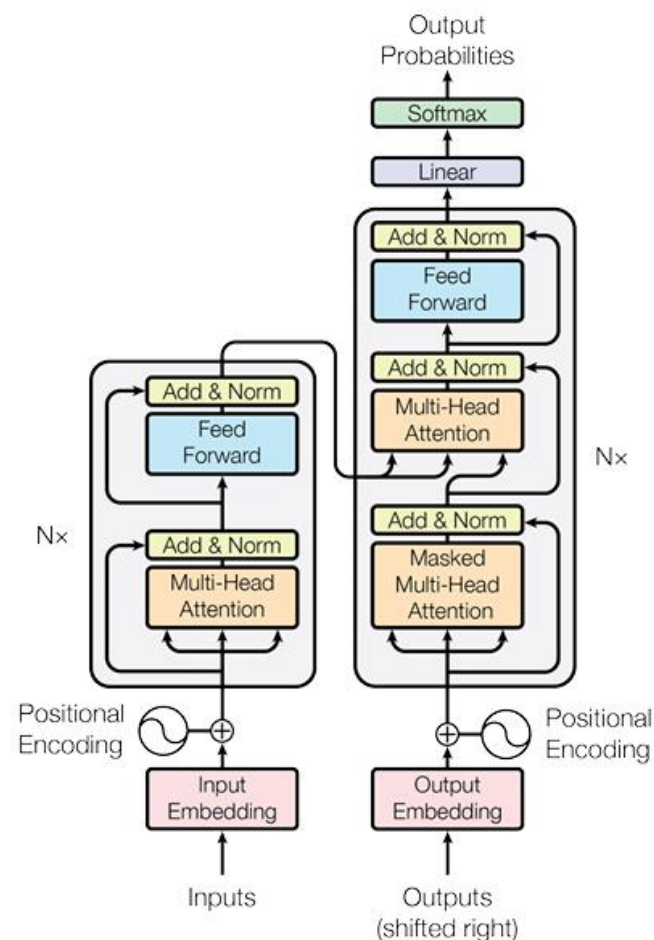 Output
Probabilities
Softmax
Linear
Add & Norm
Feed
Forward
Add & Norm
Multi-Head
Attention
Add & Norm
Masked
Multi-Head
Attention
N×
Add & Norm
Feed
Forward
Add & Norm
Multi-Head
Attention
N×
Positional
Encoding
Positional
Encoding
Input
Embedding
Output
Embedding
Inputs
Outputs
(shifted right)